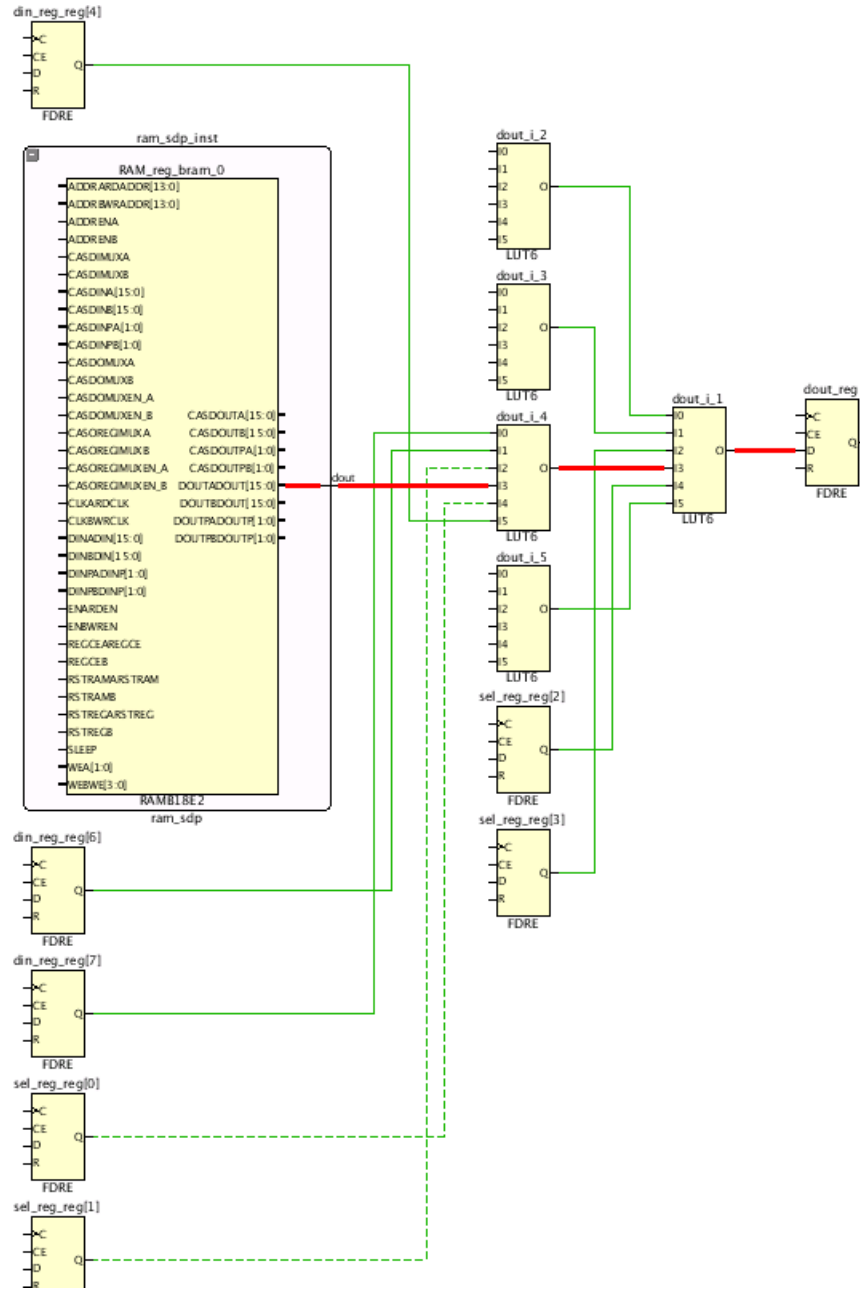 din_reg_reg[4]
C
CE
D
R
Q
FDRE
ram_sdp_inst
RAM_reg_bram_0
ADDRARDADDR[13:0]
ADDRBWRADDR[13:0]
ADDRENA
ADDRENB
CASDIMUXA
CASDIMUXB
CASDINA[15:0]
CASDINB[15:0]
CASDINPA[1:0]
CASDINPB[1:0]
CASDOMUXA
CASDOMUXB
CASDOMUXEN_A
CASDOMUXEN_B CASDOUTA[15:0]
CASOREGIMUXA CASDOUTB[15:0]
CASOREGIMUXB CASDOUTPA[1:0]
CASOREGIMUXEN_A CASDOUTPB[1:0]
CASOREGIMUXEN_B DOUTADOUT[15:0]
CLKARDCLK DOUTBDOUT[15:0]
CLKBWRCLK DOUTPADOUTP[1:0]
DINADIN[15:0] DOUTPBDOUTP[1:0]
DINBDIN[15:0]
DINPADINP[1:0]
DINPBDINP[1:0]
ENARDEN
ENBWREN
REGCEAREGCE
REGCEB
RSTRAMARSTRAM
RSTRAMB
RSTREGARSTREG
RSTREGB
SLEEP
WEA[1:0]
WEBWE[3:0]
RAMB18E2
ram_sdp
dout
din_reg_reg[6]
C
CE
D
R
Q
FDRE
din_reg_reg[7]
C
CE
D
R
Q
FDRE
sel_reg_reg[0]
C
CE
D
R
Q
FDRE
sel_reg_reg[1]
C
CE
D
R
Q
dout_i_2
I0
I1
I2
I3
I4
I5
O
LUT6
dout_i_3
I0
I1
I2
I3
I4
I5
O
LUT6
dout_i_4
I0
I1
I2
I3
I4
I5
O
LUT6
dout_i_5
I0
I1
I2
I3
I4
I5
O
LUT6
sel_reg_reg[2]
C
CE
D
R
Q
FDRE
sel_reg_reg[3]
C
CE
D
R
Q
FDRE
dout_i_1
I0
I1
I2
I3
I4
I5
O
LUT6
dout_reg
C
CE
D
R
Q
FDRE